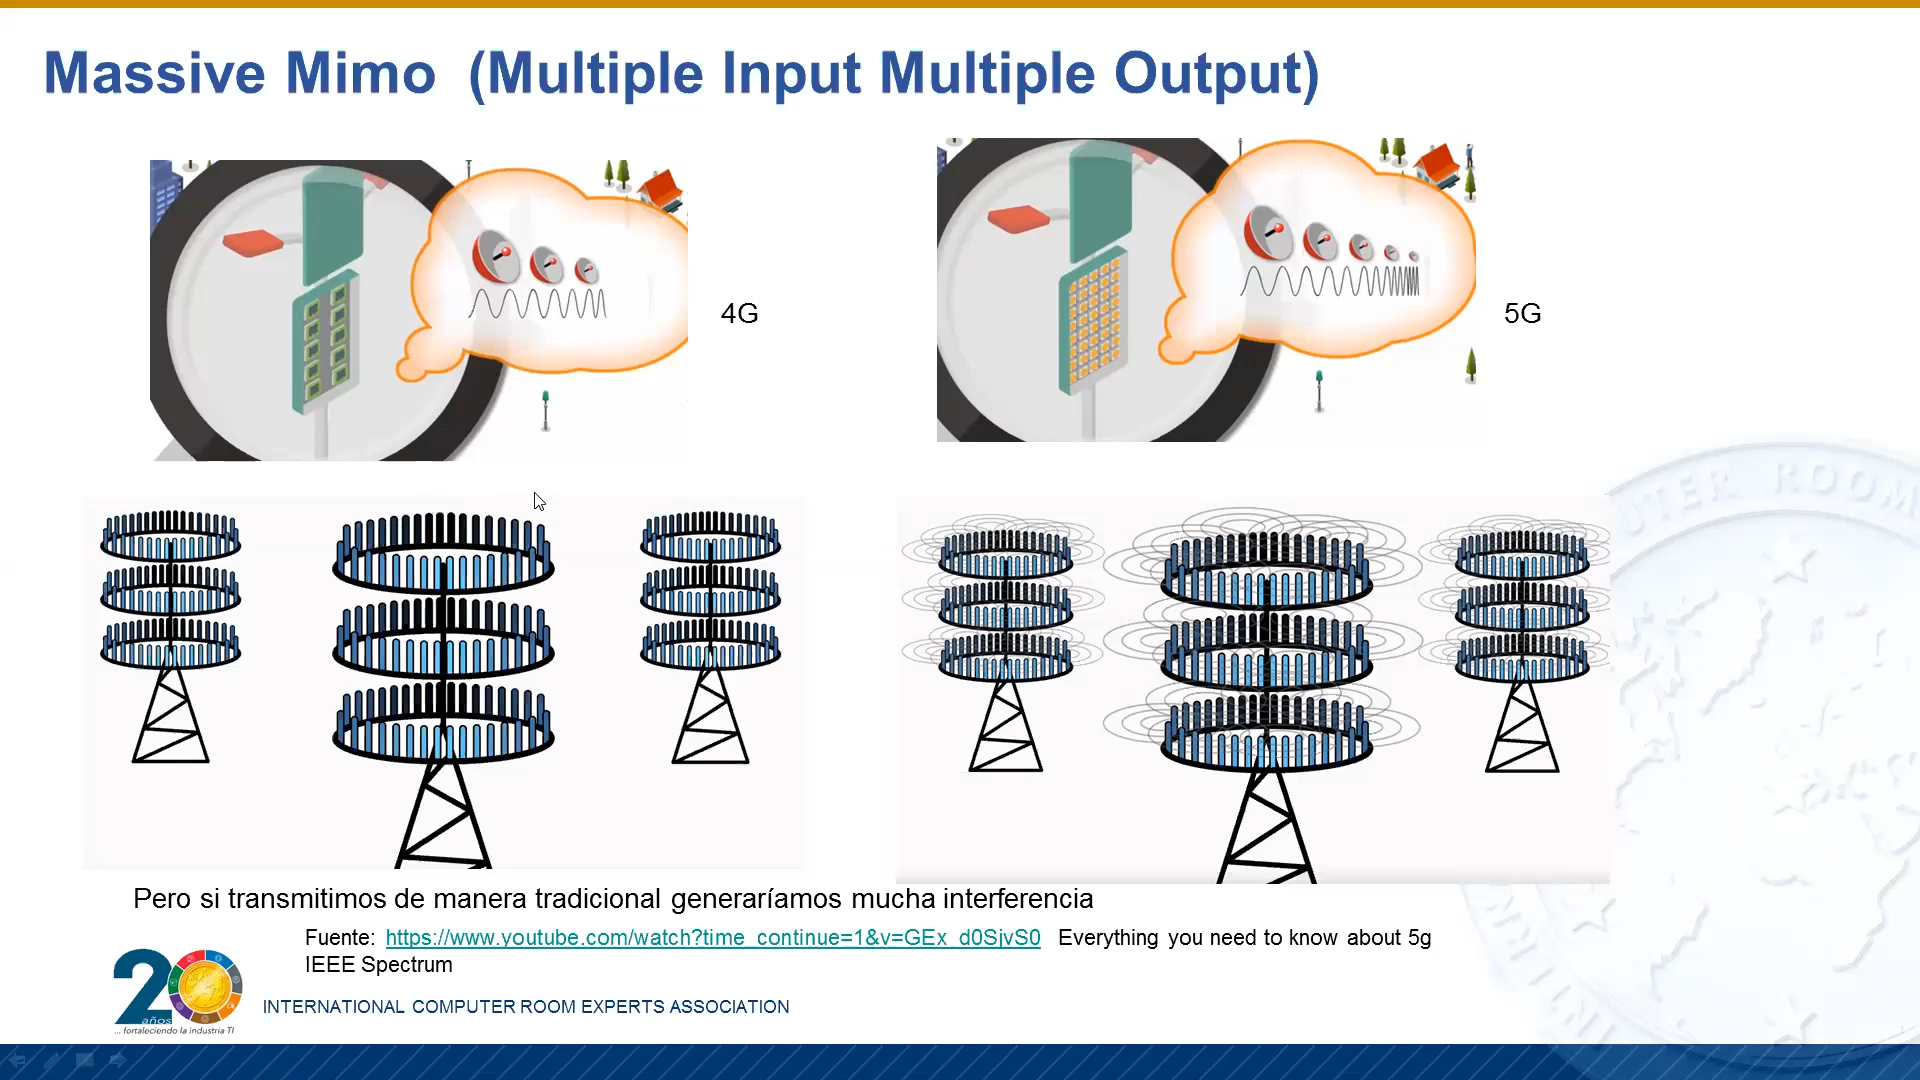 Massive Mimo (Multiple Input Multiple Output)
4G
5G
Pero si transmitimos de manera tradicional generaríamos mucha interferencia
Fuente: https://www.youtube.com/watch?time_continue=1&v=GEx_d0SjvS0 Everything you need to know about 5g
IEEE Spectrum
20
años
... fortaleciendo la industria TI
INTERNATIONAL COMPUTER ROOM EXPERTS ASSOCIATION
UTER ROOM